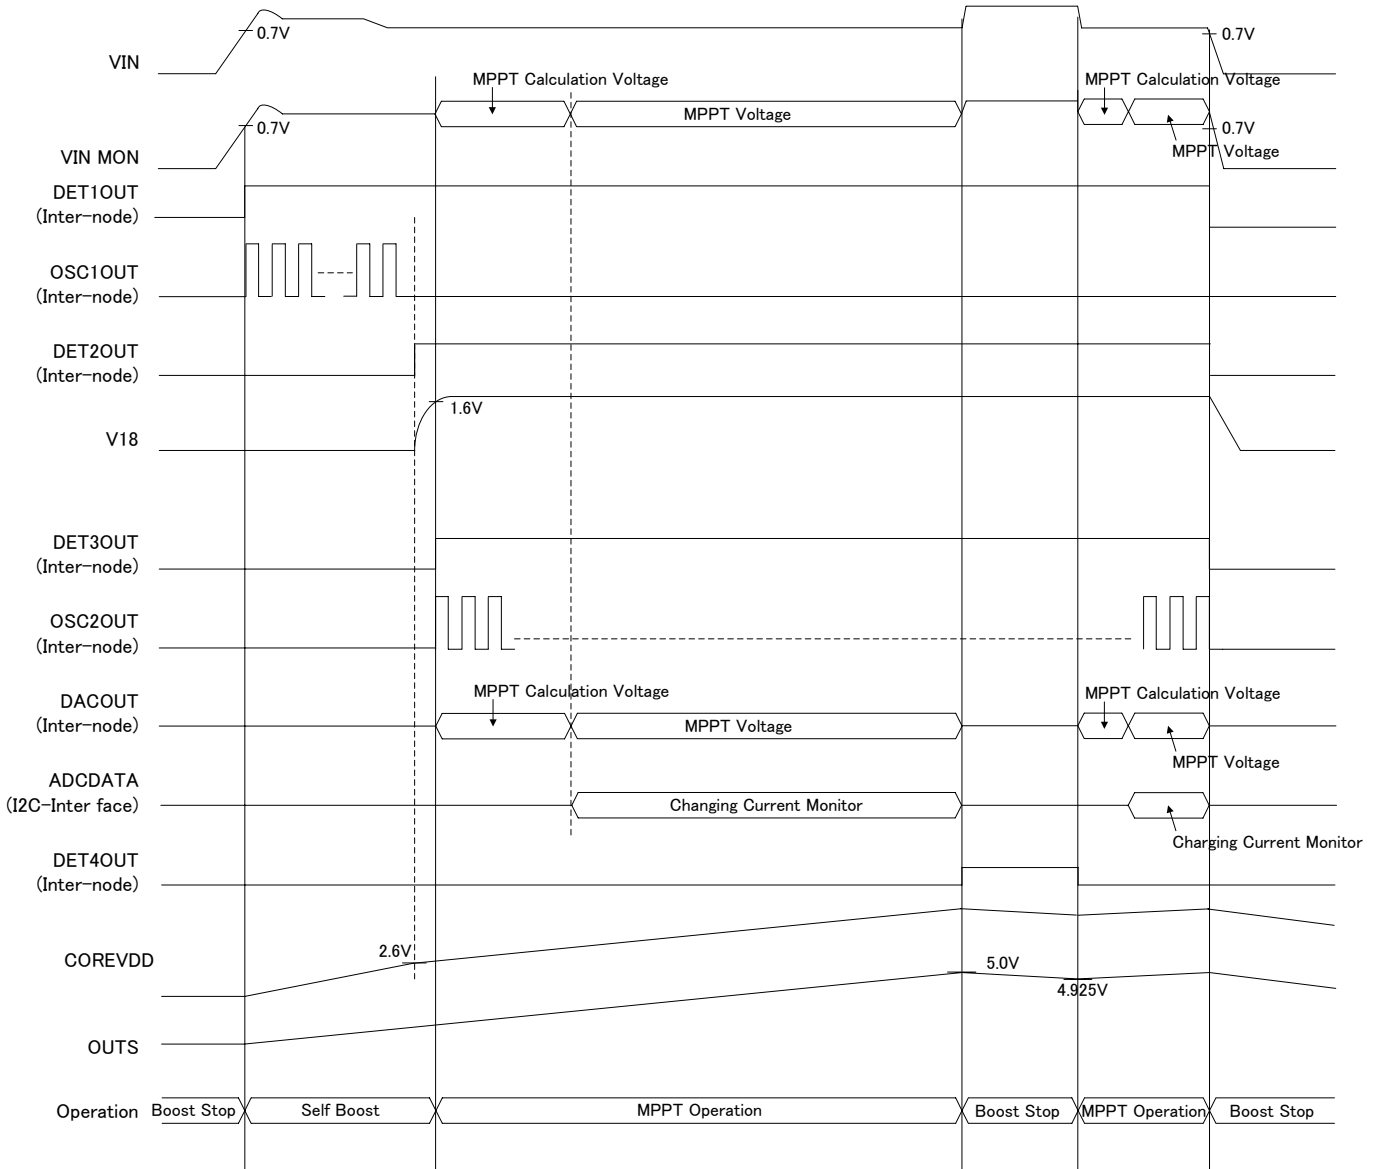 0.7V
0.7V
VIN
MPPT Calculation Voltage
MPPT Calculation Voltage
MPPT Voltage
0.7V
0.7V
VIN MON
MPPT Voltage
DET1OUT
(Inter-node)
OSC1OUT
(Inter-node)
DET2OUT
(Inter-node)
1.6V
V18
DET3OUT
(Inter-node)
OSC2OUT
(Inter-node)
MPPT Calculation Voltage
MPPT Calculation Voltage
DACOUT
(Inter-node)
MPPT Voltage
MPPT Voltage
ADCDATA
(I2C-Inter face)
Changing Current Monitor
Charging Current Monitor
DET4OUT
(Inter-node)
2.6V
COREVDD
5.0V
4.925V
OUTS
Operation
Boost Stop
Self Boost
MPPT Operation
Boost Stop
MPPT Operation
Boost Stop